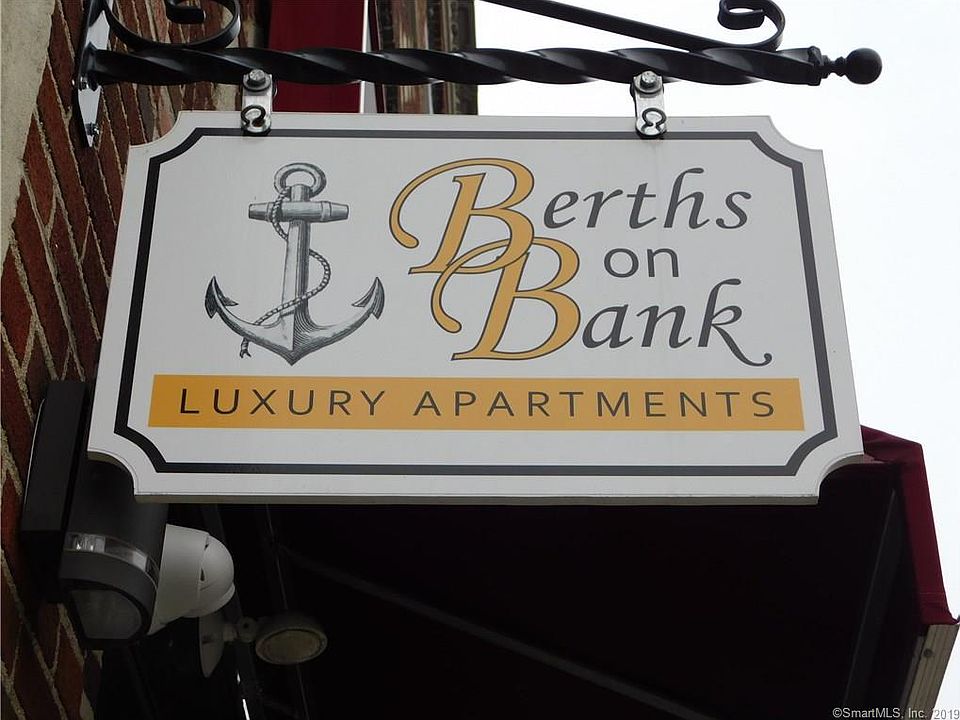 Berths
on
Bank
LUXURY APARTMENTS
©SmartMLS, Inc. 2019